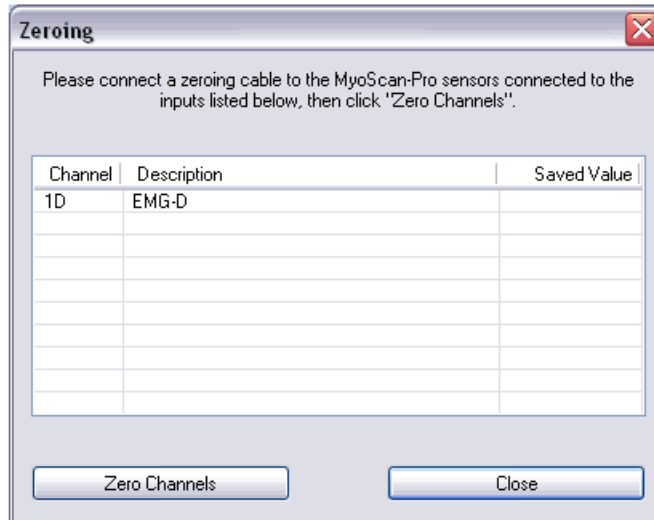 Zeroing
Please connect a zeroing cable to the MyoScan-Pro sensors connected to the
inputs listed below, then click "Zero Channels".
Channel Description Saved Value
1D EMG-D
Zero Channels Close